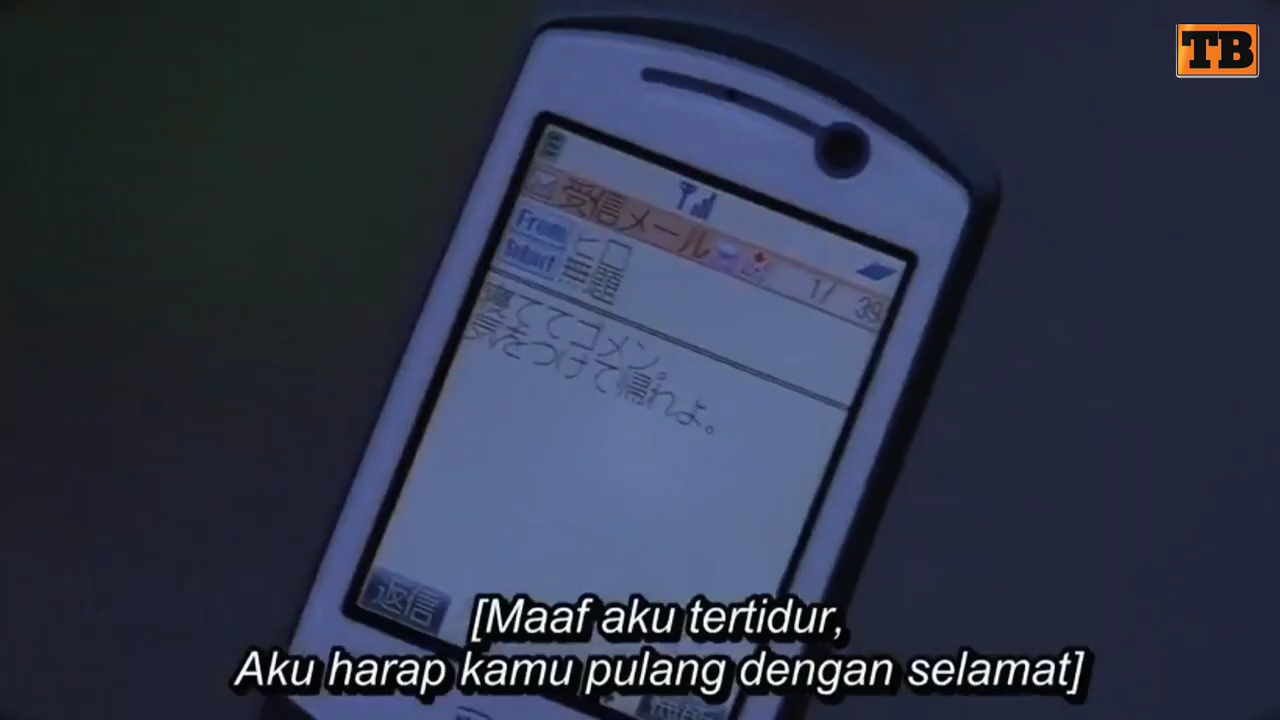 TB
受信メール
1/ 39
From ヒロ
Subject 無題
寝ててゴメン。
気をつけて帰れよ。
返信
[Maaf aku tertidur,
Aku harap kamu pulang dengan selamat]